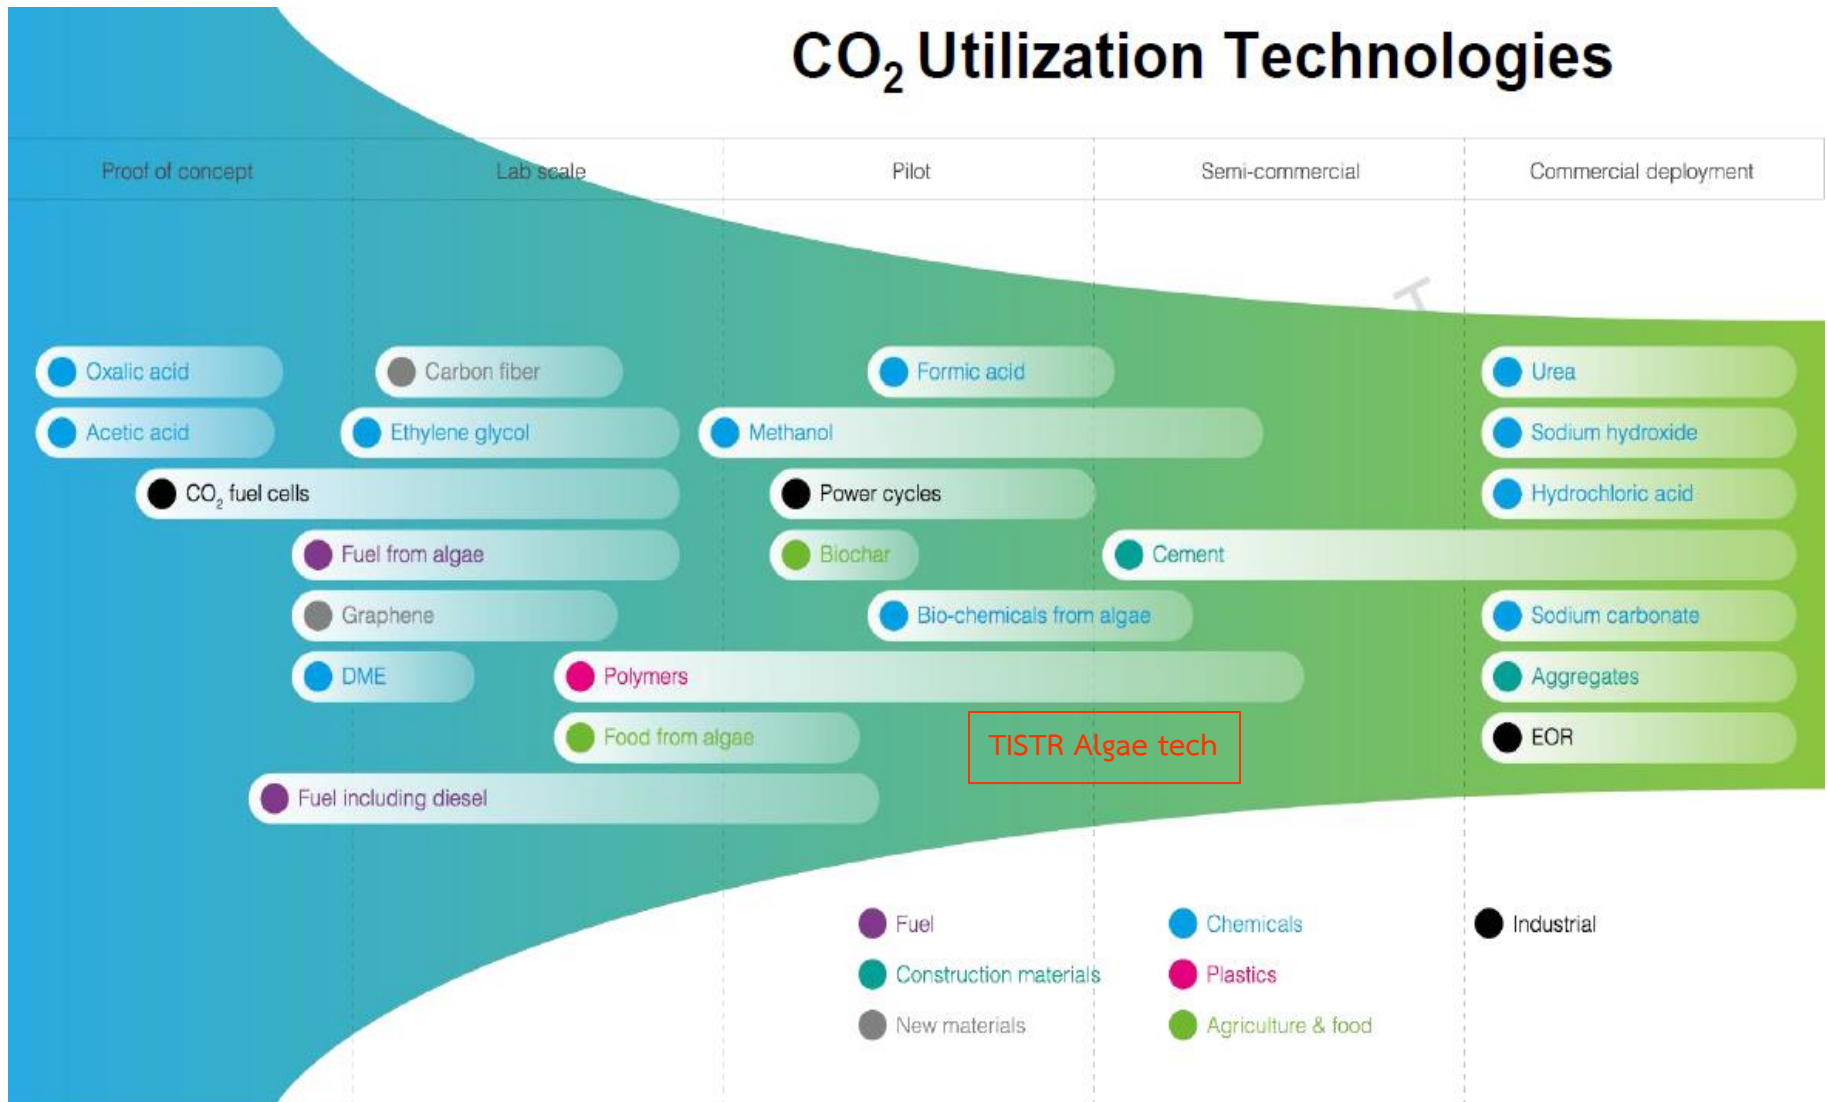 CO2 Utilization Technologies
Proof of concept
Lab scale
Pilot
Semi-commercial
Commercial deployment
T
Oxalic acid
Carbon fiber
Formic acid
Urea
Acetic acid
Ethylene glycol
Methanol
Sodium hydroxide
CO2 fuel cells
Power cycles
Hydrochloric acid
Fuel from algae
Biochar
Cement
Graphene
Bio-chemicals from algae
Sodium carbonate
DME
Polymers
Aggregates
Food from algae
TISTR Algae tech
EOR
Fuel including diesel
Fuel
Chemicals
Industrial
Construction materials
Plastics
New materials
Agriculture & food